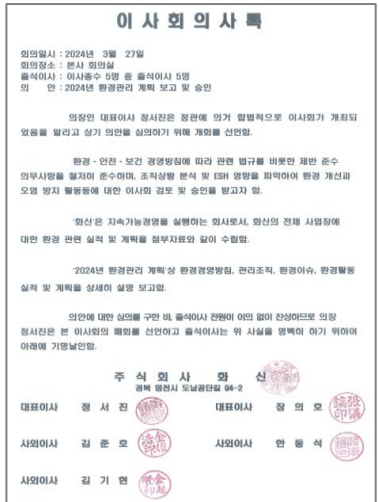 이 사 회 의 사 록
회의일시 : 2024년 3월 27일
회의장소 : 본사 회의실
출석이사 : 이사총수 5명 중 출석이사 5명
의 안 : 2024년 환경관리 계획 보고 및 승인
의장인 대표이사 정서진은 정관에 의거 합법적으로 이사회가 개최되
었음을 알리고 상기 의안을 심의하기 위해 개회를 선언함.
환경·안전·보건 경영방침에 따라 관련 법규를 비롯한 제반 준수
의무사항을 철저히 준수하며, 조직상황 분석 및 ESH 영향을 파악하여 환경 개선과
오염 방지 활동등에 대한 이사회 검토 및 승인을 받고자 함.
'화신'은 지속가능경영을 실행하는 회사로서, 화신의 전체 사업장에
대한 환경 관련 실적 및 계획을 첨부자료와 같이 수립함.
'2024년 환경관리 계획'상 환경경영방침, 관리조직, 환경이슈, 환경활동
실적 및 계획을 상세히 설명 보고함.
의안에 대한 심의를 구한 바, 출석이사 전원이 이의 없이 찬성하므로 의장
정서진은 본 이사회의 폐회를 선언하고 출석이사는 위 사실을 명백히 하기 위하여
아래에 기명날인함.
주 식 회 사 화 신
경북 영천시 도남공단길 94-2
대표이사 정 서 진 대표이사 장 의 호
사외이사 김 준 호 사외이사 한 동 석
사외이사 김 기 현